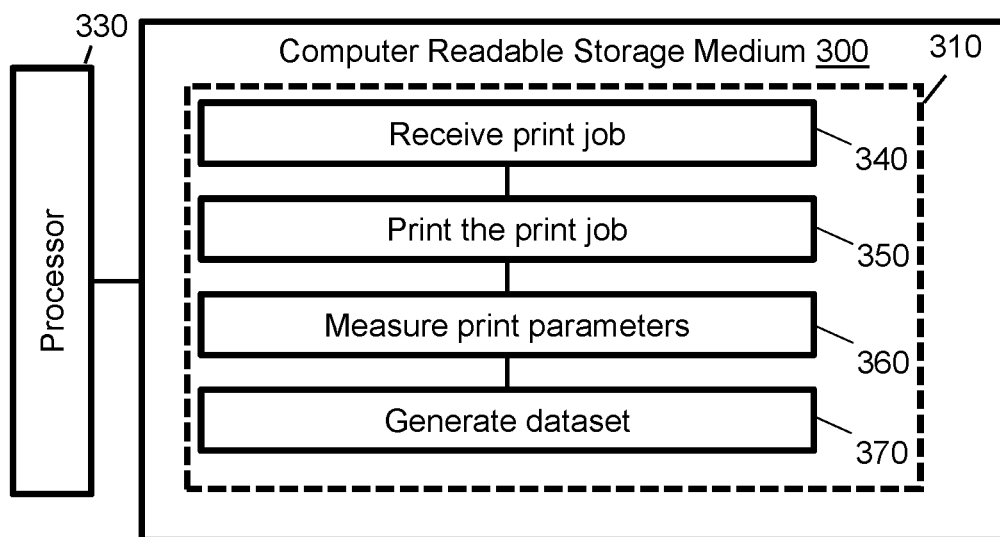 330
Computer Readable Storage Medium 300
310
Receive print job
340
Print the print job
350
Processor
Measure print parameters
360
Generate dataset
370